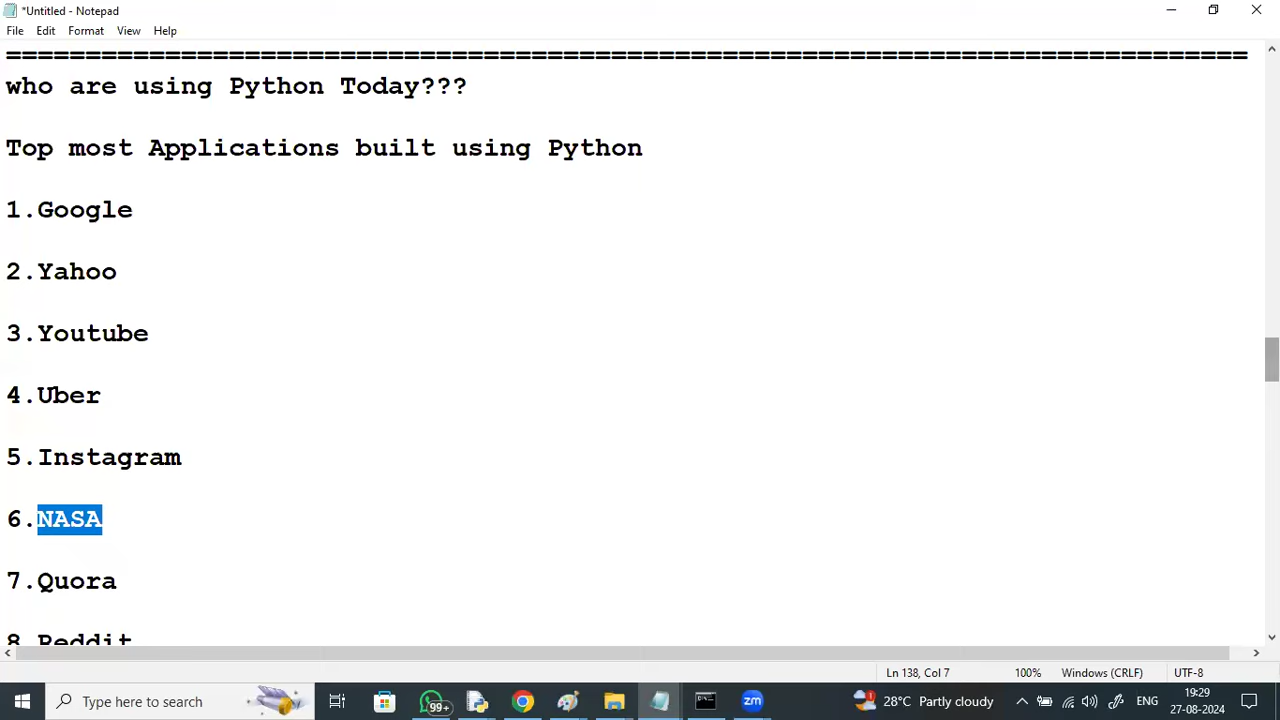 *Untitled - Notepad
File Edit Format View Help
==============================================================================
who are using Python Today???
Top most Applications built using Python
1.Google
2.Yahoo
3.Youtube
4.Uber
5.Instagram
6.NASA
7.Quora
8.Reddit
Ln 138, Col 7 100% Windows (CRLF) UTF-8
Type here to search 99+ zm 28°C Partly cloudy ENG 19:29
27-08-2024